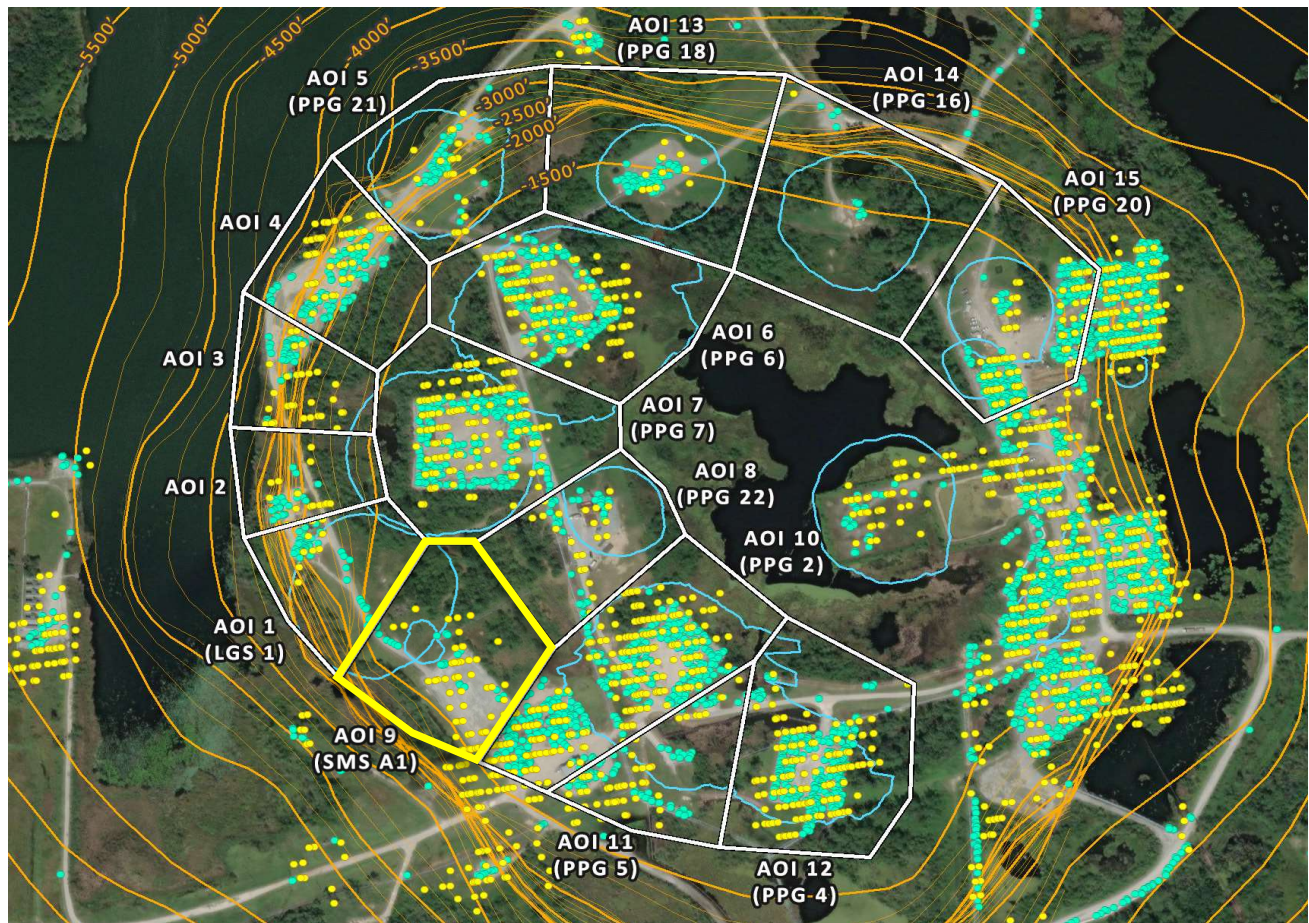 -5500'
-5000'
-4500'
-4000'
-3500'
-3000'
-2500'
-2000'
-1500'
AOI 13
(PPG 18)
AOI 5
(PPG 21)
AOI 14
(PPG 16)
AOI 15
(PPG 20)
AOI 4
AOI 3
AOI 6
(PPG 6)
AOI 7
(PPG 7)
AOI 8
(PPG 22)
AOI 2
AOI 10
(PPG 2)
AOI 1
(LGS 1)
AOI 9
(SMS A1)
AOI 11
(PPG 5)
AOI 12
(PPG 4)